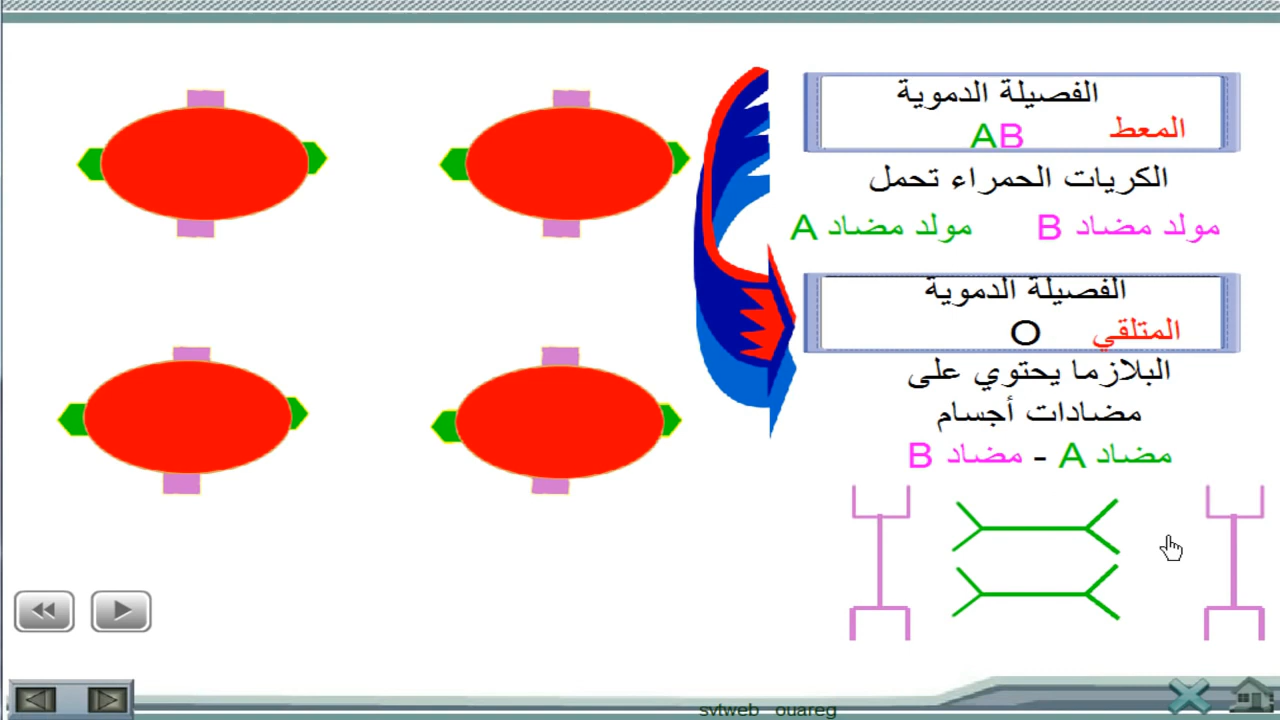 الفصيلة الدموية
المعط AB
الكريات الحمراء تحمل
مولد مضاد B مولد مضاد A
الفصيلة الدموية
المتلقي O
البلازما يحتوي على
مضادات أجسام
مضاد A - مضاد B
svtweb ouareg